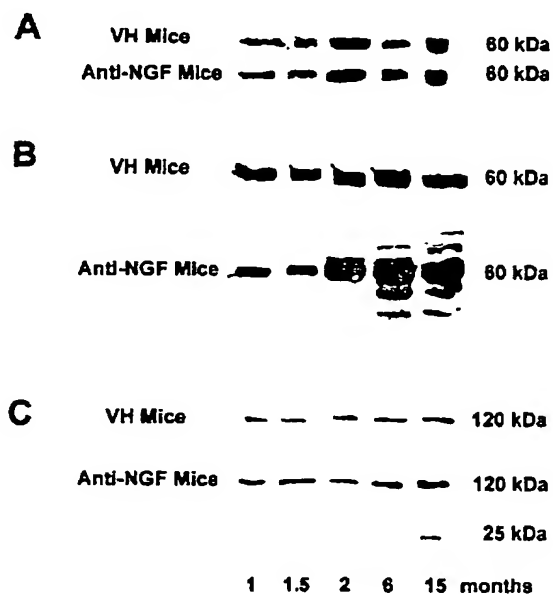 A
VH Mice 60 kDa
Anti-NGF Mice 60 kDa
B
VH Mice 60 kDa
Anti-NGF Mice 60 kDa
C
VH Mice 120 kDa
Anti-NGF Mice 120 kDa
25 kDa
1 1.5 2 6 15 months